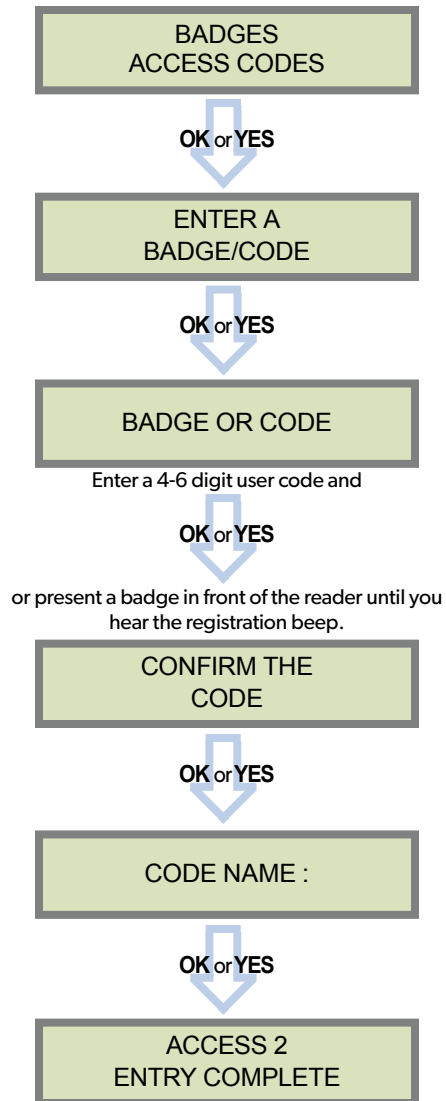 BADGES
ACCESS CODES
OK or YES
ENTER A
BADGE/CODE
OK or YES
BADGE OR CODE
Enter a 4-6 digit user code and
OK or YES
or present a badge in front of the reader until you
hear the registration beep.
CONFIRM THE
CODE
OK or YES
CODE NAME :
OK or YES
ACCESS 2
ENTRY COMPLETE